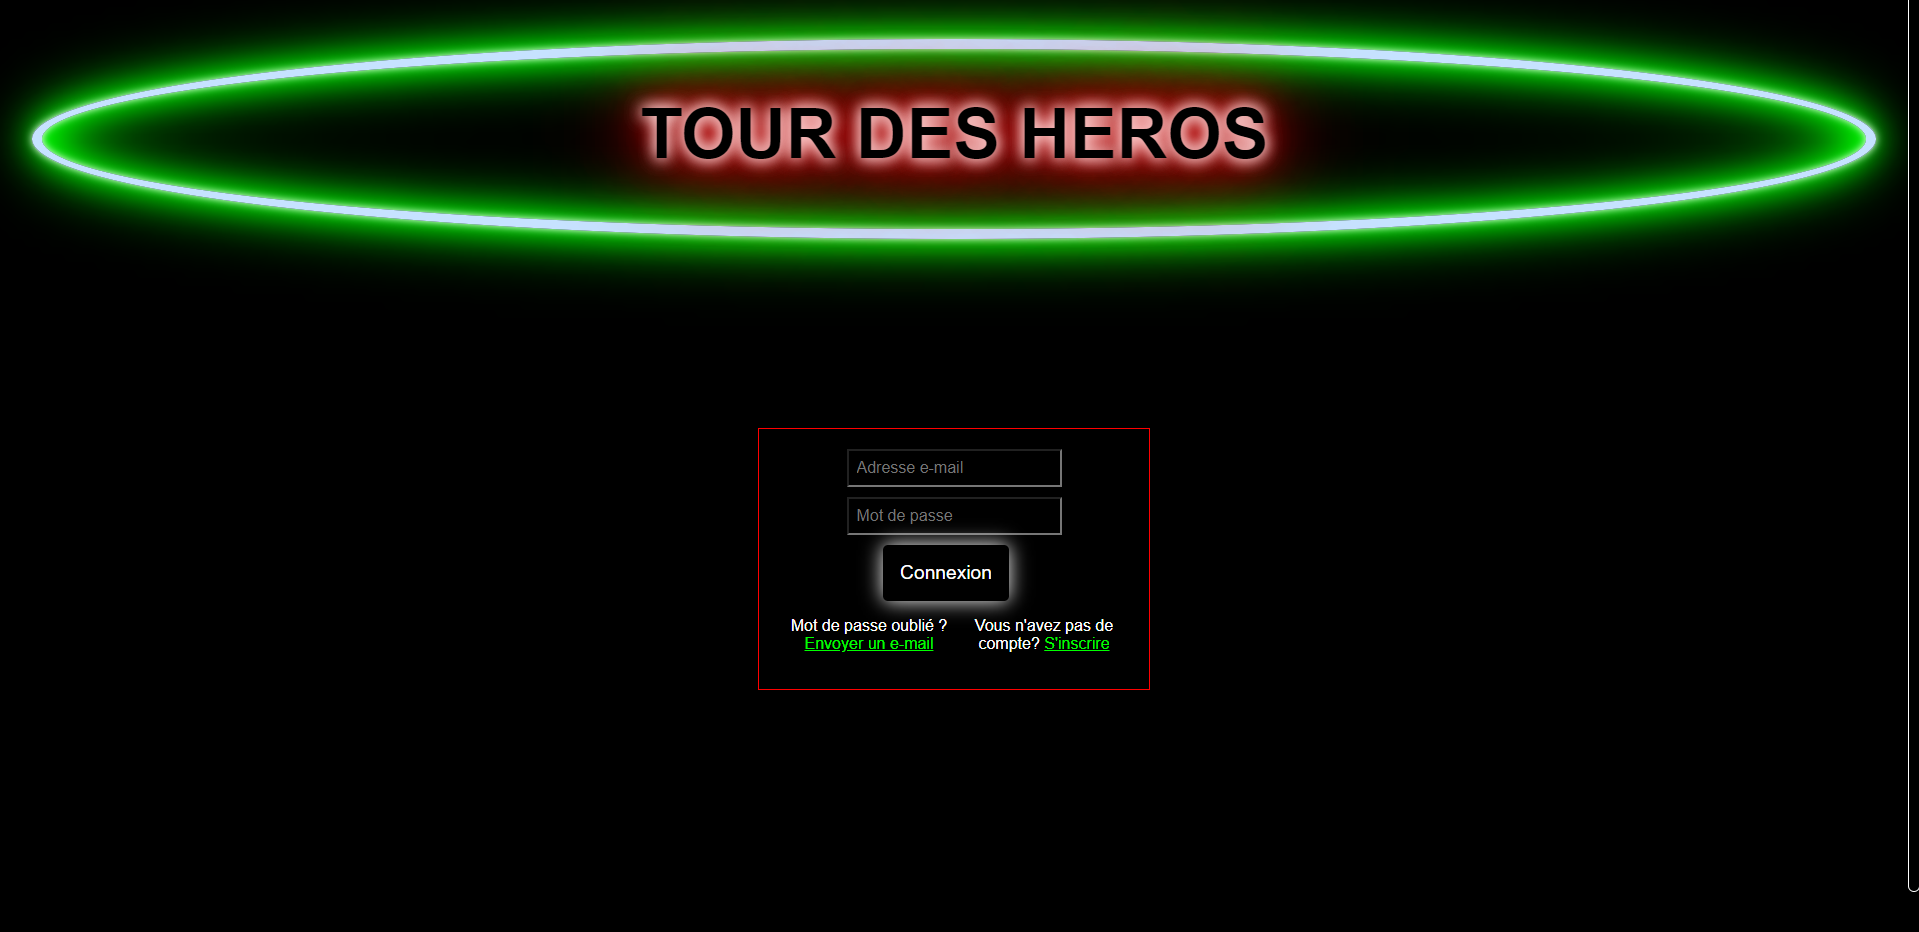 TOUR DES HEROS
Adresse e-mail
Mot de passe
Connexion
Mot de passe oublié ?
Envoyer un e-mail
Vous n'avez pas de
compte? S'inscrire